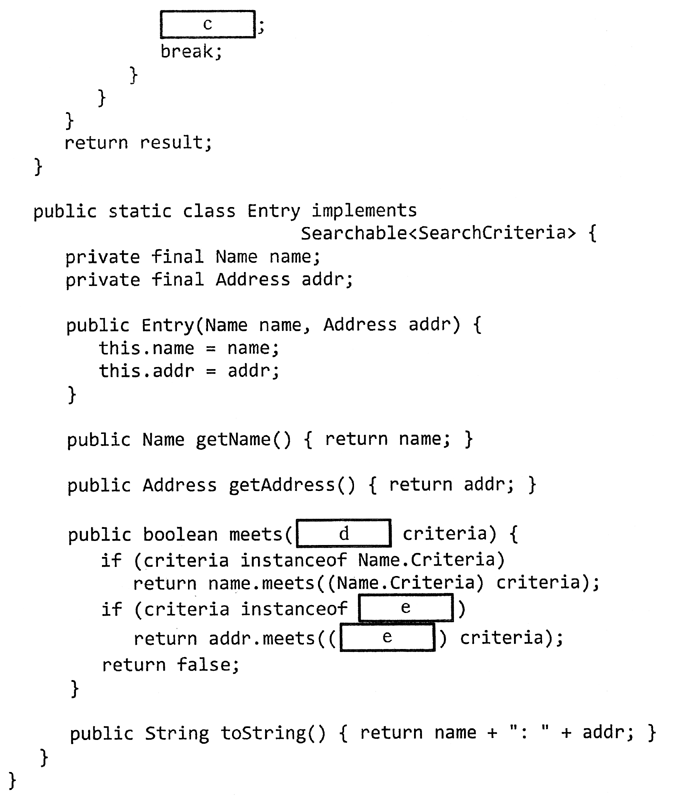 c ;
break;
}
}
}
return result;
}
public static class Entry implements
Searchable<SearchCriteria> {
private final Name name;
private final Address addr;
public Entry(Name name, Address addr) {
this.name = name;
this.addr = addr;
}
public Name getName() { return name; }
public Address getAddress() { return addr; }
public boolean meets( d criteria) {
if (criteria instanceof Name.Criteria)
return name.meets((Name.Criteria) criteria);
if (criteria instanceof e )
return addr.meets(( e ) criteria);
return false;
}
public String toString() { return name + ": " + addr; }
}
}